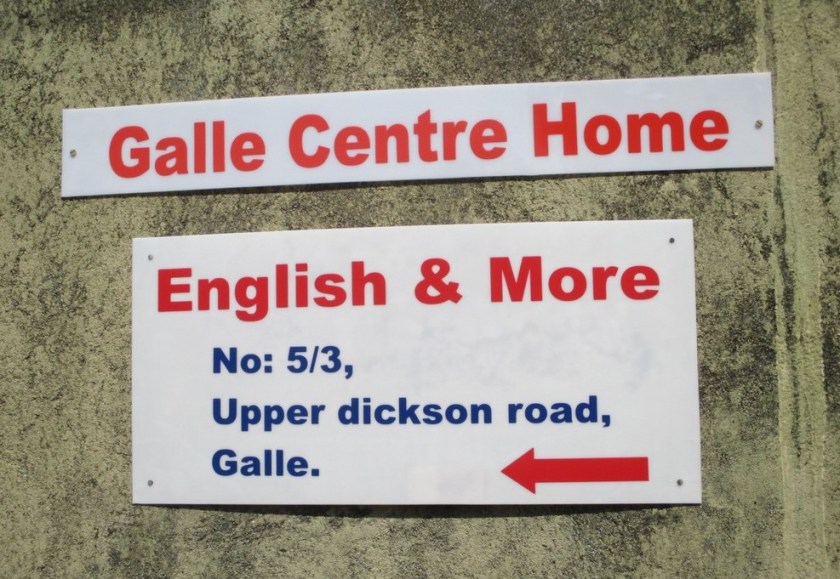 Galle Centre Home
English & More
No: 5/3,
Upper dickson road,
Galle.